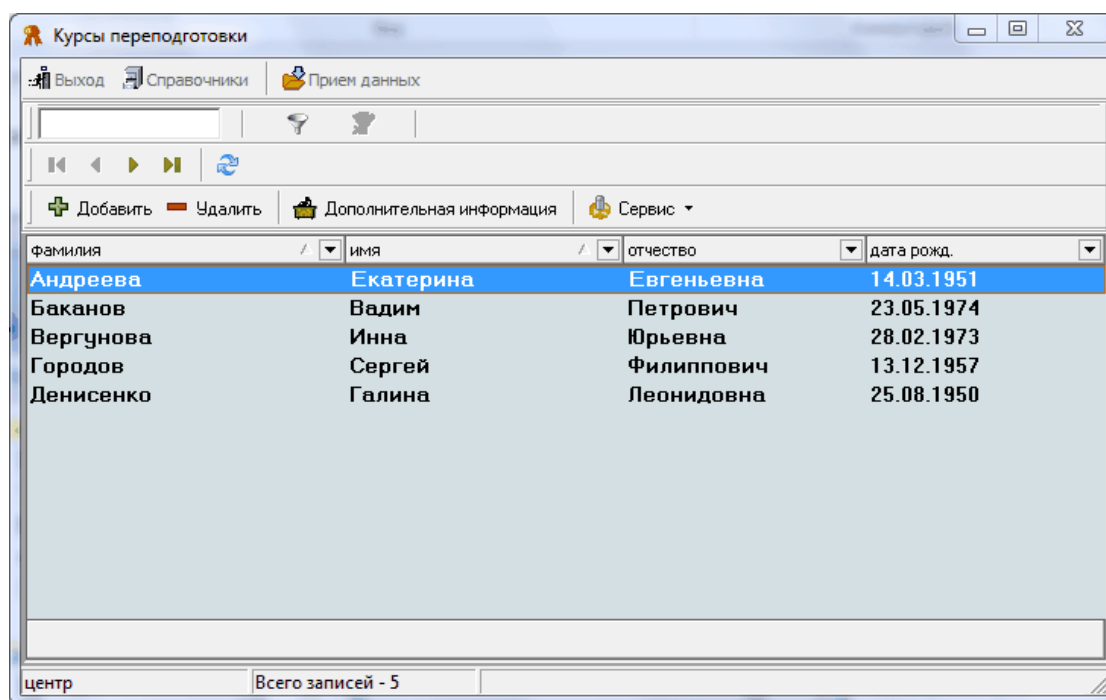 Курсы переподготовки
Выход Справочники Прием данных
Добавить Удалить Дополнительная информация Сервис
фамилия имя отчество дата рожд.
Андреева Екатерина Евгеньевна 14.03.1951
Баканов Вадим Петрович 23.05.1974
Вергунова Инна Юрьевна 28.02.1973
Городов Сергей Филиппович 13.12.1957
Денисенко Галина Леонидовна 25.08.1950
центр Всего записей - 5